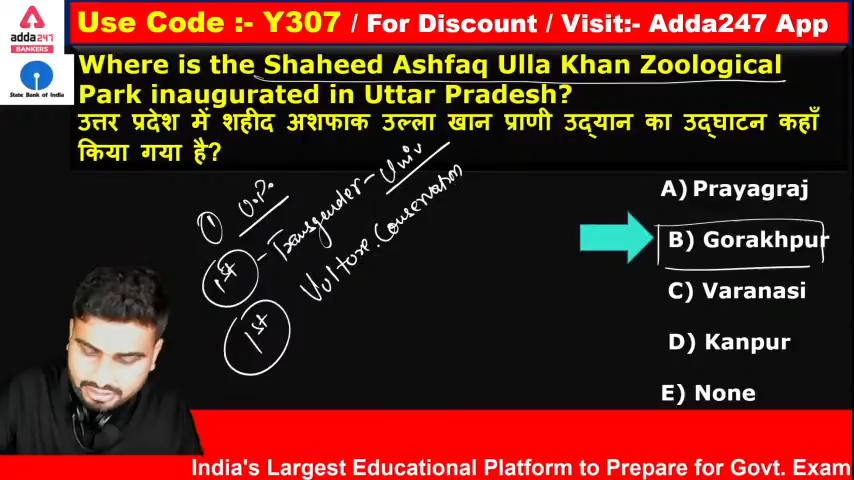 Use Code :- Y307 / For Discount / Visit:- Adda247 App
adda247
BANKERS
State Bank of India
Where is the Shaheed Ashfaq Ulla Khan Zoological
Park inaugurated in Uttar Pradesh?
उत्तर प्रदेश में शहीद अशफाक उल्ला खान प्राणी उद्यान का उद्घाटन कहाँ
किया गया है?
① U.P.
1st - Transgender - Univ
1st Vulture. Conservation
A) Prayagraj
B) Gorakhpur
C) Varanasi
D) Kanpur
E) None
India's Largest Educational Platform to Prepare for Govt. Exam